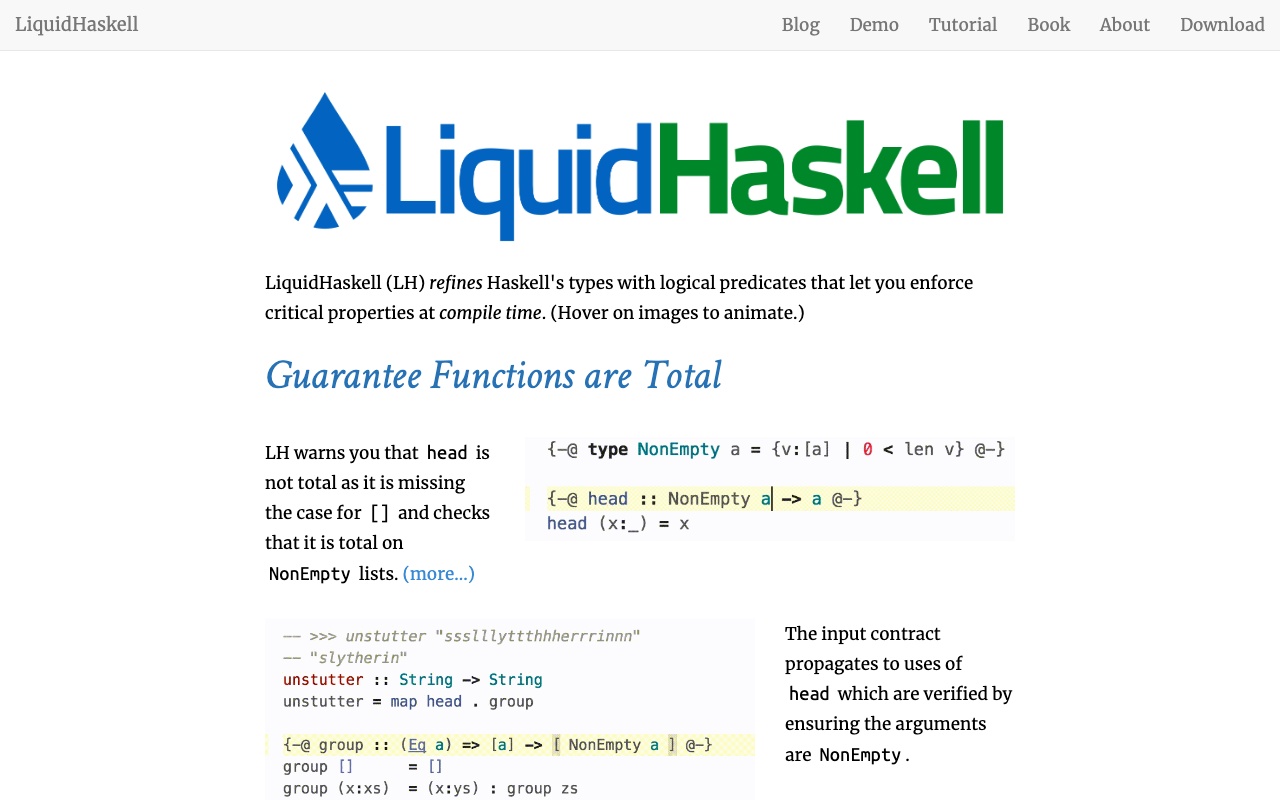 LiquidHaskell Blog Demo Tutorial Book About Download
LiquidHaskell
LiquidHaskell (LH) refines Haskell's types with logical predicates that let you enforce
critical properties at compile time. (Hover on images to animate.)
Guarantee Functions are Total
LH warns you that head is
not total as it is missing
the case for [] and checks
that it is total on
NonEmpty lists. (more...)
{-@ type NonEmpty a = {v:[a] | 0 < len v} @-}
{-@ head :: NonEmpty a -> a @-}
head (x:_) = x
-- >>> unstutter "ssslllyttthhherrrinnn"
-- "slytherin"
unstutter :: String -> String
unstutter = map head . group
{-@ group :: (Eq a) => [a] -> [ NonEmpty a ] @-}
group [] = []
group (x:xs) = (x:ys) : group zs
The input contract
propagates to uses of
head which are verified by
ensuring the arguments
are NonEmpty.